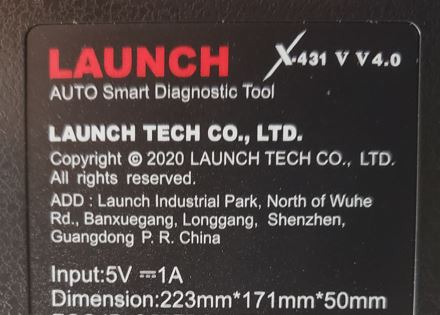 LAUNCH X-431 V V4.0
AUTO Smart Diagnostic Tool
LAUNCH TECH CO., LTD.
Copyright © 2020 LAUNCH TECH CO., LTD.
All rights reserved.
ADD : Launch Industrial Park, North of Wuhe
Rd., Banxuegang, Longgang, Shenzhen,
Guangdong P. R. China
Input:5V ⎓1A
Dimension:223mm*171mm*50mm